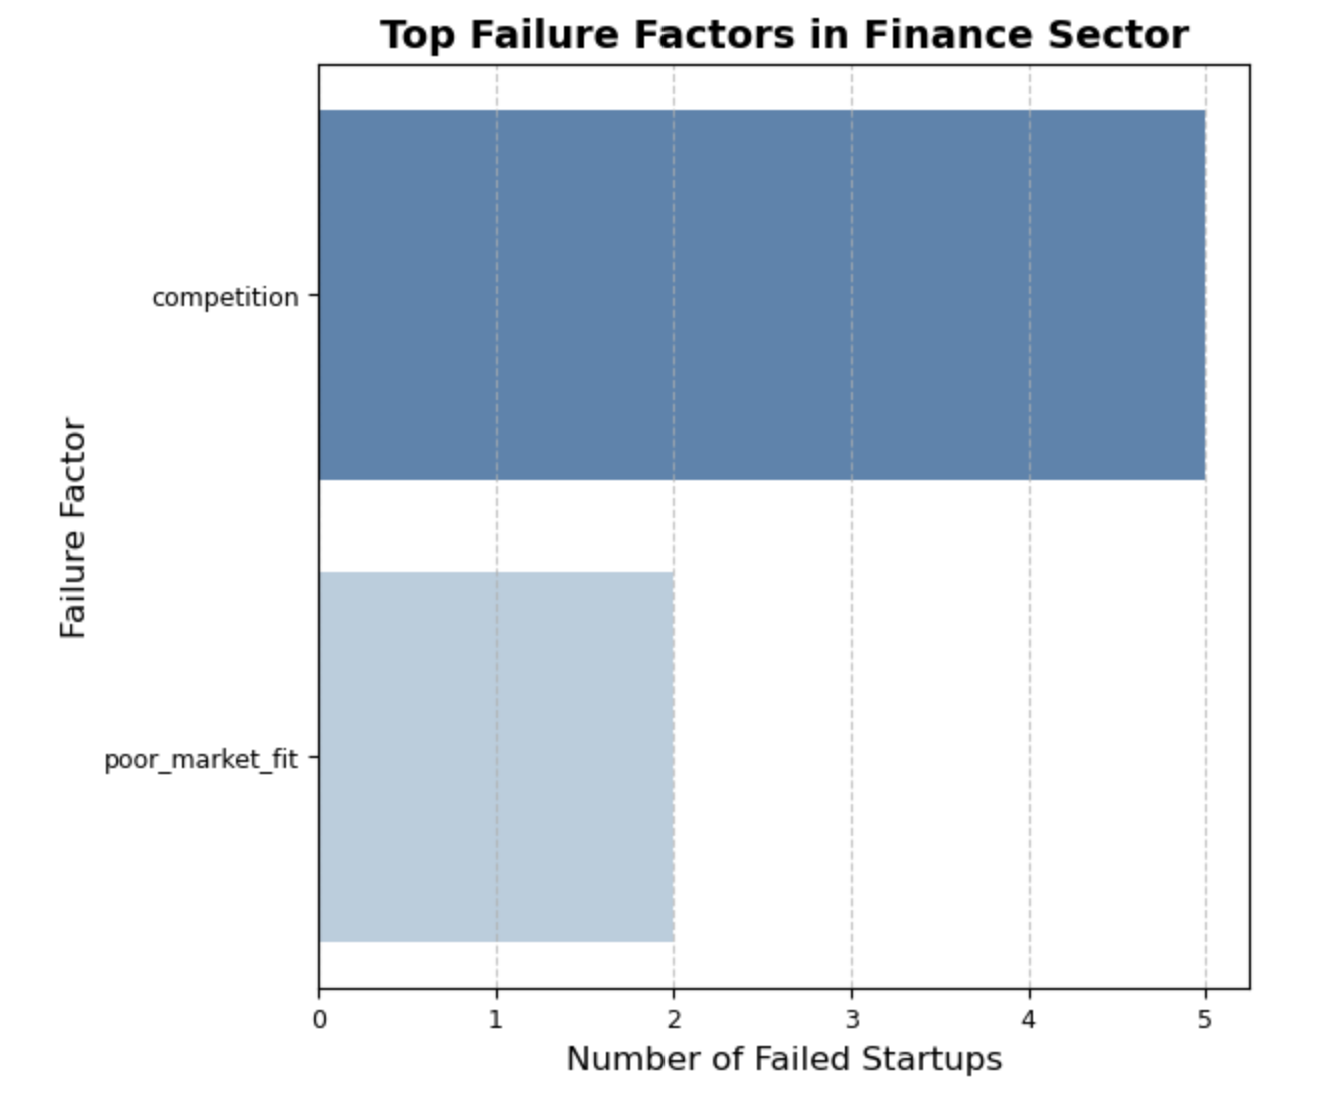 Top Failure Factors in Finance Sector
competition
Failure Factor
poor_market_fit
0 1 2 3 4 5
Number of Failed Startups